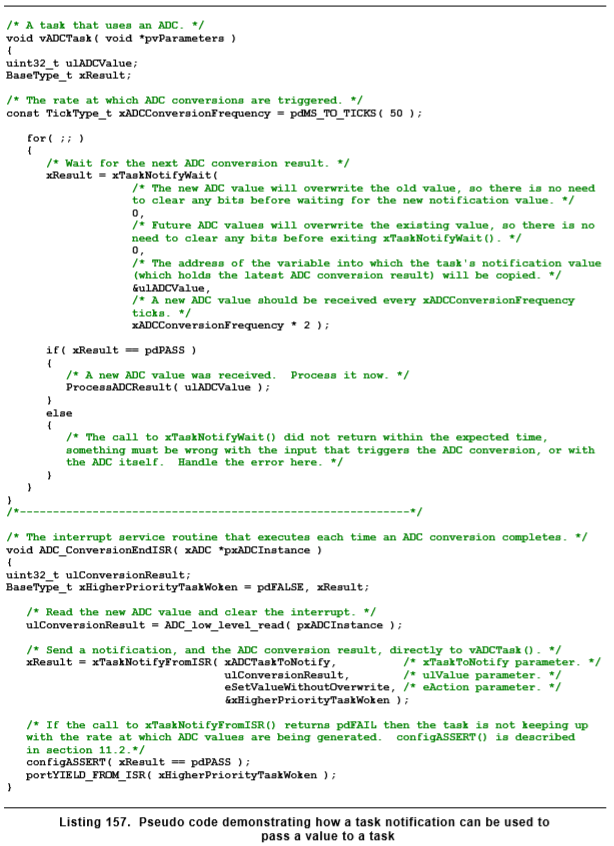 /* A task that uses an ADC. */
void vADCTask( void *pvParameters )
{
uint32_t ulADCValue;
BaseType_t xResult;
/* The rate at which ADC conversions are triggered. */
const TickType_t xADCConversionFrequency = pdMS_TO_TICKS( 50 );
for( ;; )
{
/* Wait for the next ADC conversion result. */
xResult = xTaskNotifyWait(
/* The new ADC value will overwrite the old value, so there is no need
to clear any bits before waiting for the new notification value. */
0,
/* Future ADC values will overwrite the existing value, so there is no
need to clear any bits before exiting xTaskNotifyWait(). */
0,
/* The address of the variable into which the task's notification value
(which holds the latest ADC conversion result) will be copied. */
&ulADCValue,
/* A new ADC value should be received every xADCConversionFrequency
ticks. */
xADCConversionFrequency * 2 );
if( xResult == pdPASS )
{
/* A new ADC value was received.  Process it now. */
ProcessADCResult( ulADCValue );
}
else
{
/* The call to xTaskNotifyWait() did not return within the expected time,
something must be wrong with the input that triggers the ADC conversion, or with
the ADC itself.  Handle the error here. */
}
}
}
/*-----------------------------------------------------------*/
/* The interrupt service routine that executes each time an ADC conversion completes. */
void ADC_ConversionEndISR( xADC *pxADCInstance )
{
uint32_t ulConversionResult;
BaseType_t xHigherPriorityTaskWoken = pdFALSE, xResult;
/* Read the new ADC value and clear the interrupt. */
ulConversionResult = ADC_low_level_read( pxADCInstance );
/* Send a notification, and the ADC conversion result, directly to vADCTask(). */
xResult = xTaskNotifyFromISR( xADCTaskToNotify, /* xTaskToNotify parameter. */
ulConversionResult, /* ulValue parameter. */
eSetValueWithoutOverwrite, /* eAction parameter. */
&xHigherPriorityTaskWoken );
/* If the call to xTaskNotifyFromISR() returns pdFAIL then the task is not keeping up
with the rate at which ADC values are being generated.  configASSERT() is described
in section 11.2.*/
configASSERT( xResult == pdPASS );
portYIELD_FROM_ISR( xHigherPriorityTaskWoken );
}
Listing 157.  Pseudo code demonstrating how a task notification can be used to
pass a value to a task